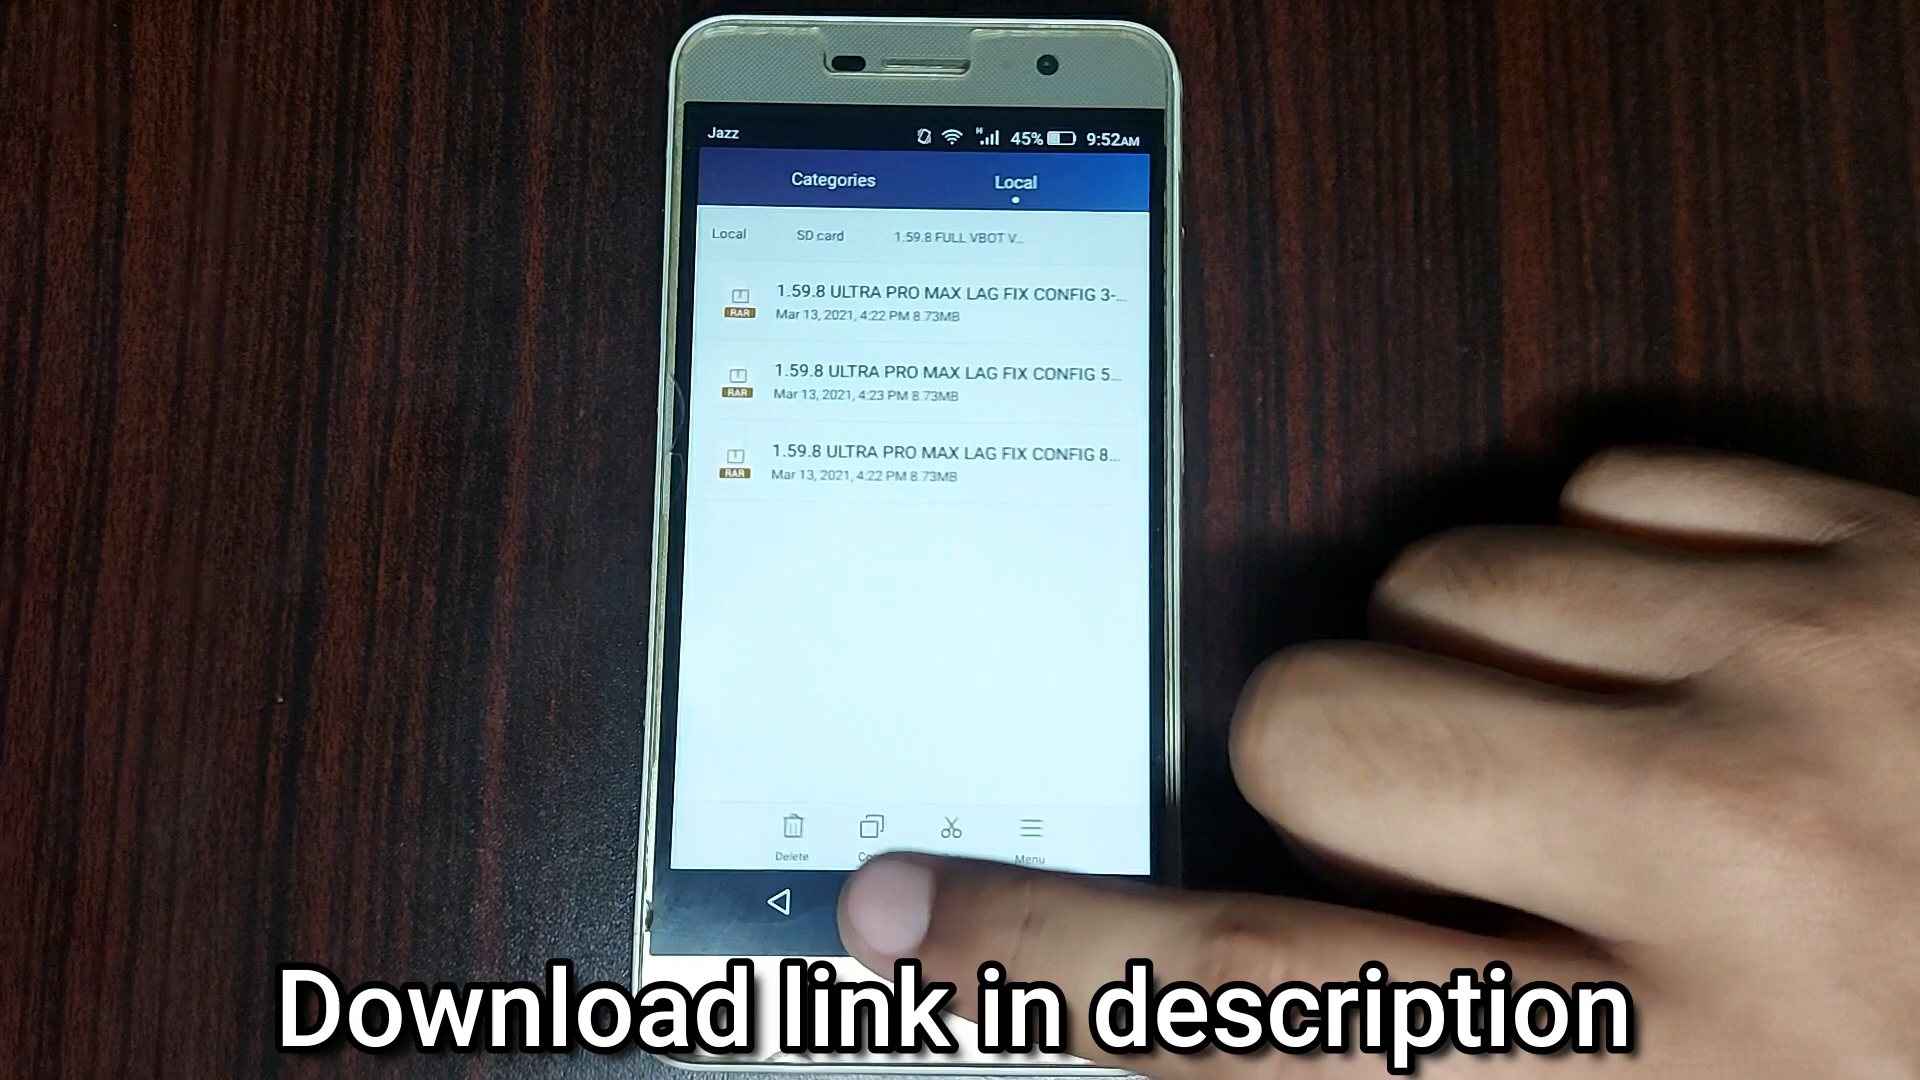 Jazz
H 45% 9:52AM
Categories Local
Local SD card 1.59.8 FULL VBOT V...
1.59.8 ULTRA PRO MAX LAG FIX CONFIG 3-...
RAR
Mar 13, 2021, 4:22 PM 8.73MB
1.59.8 ULTRA PRO MAX LAG FIX CONFIG 5...
RAR
Mar 13, 2021, 4:23 PM 8.73MB
1.59.8 ULTRA PRO MAX LAG FIX CONFIG 8...
RAR
Mar 13, 2021, 4:22 PM 8.73MB
Delete Menu
Download link in description